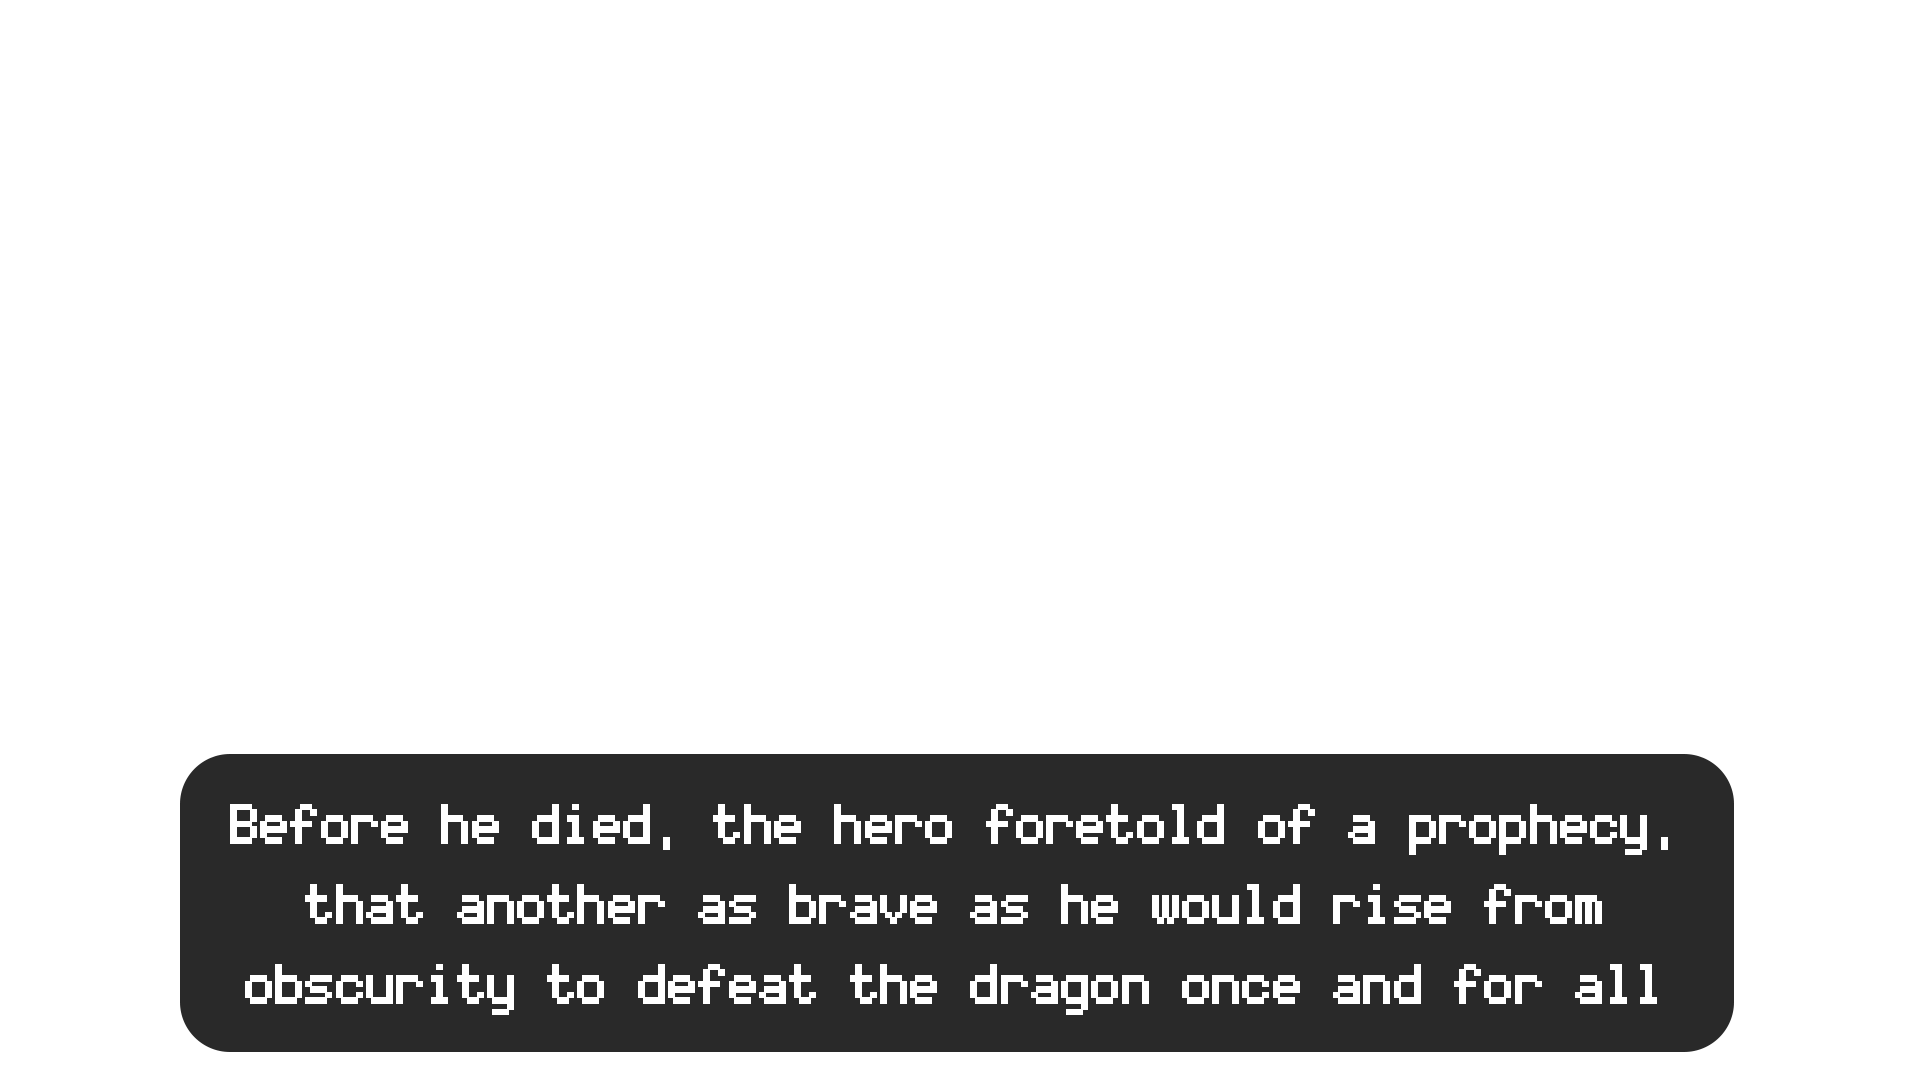 Before he died, the hero foretold of a prophecy,
that another as brave as he would rise from
obscurity to defeat the dragon once and for all